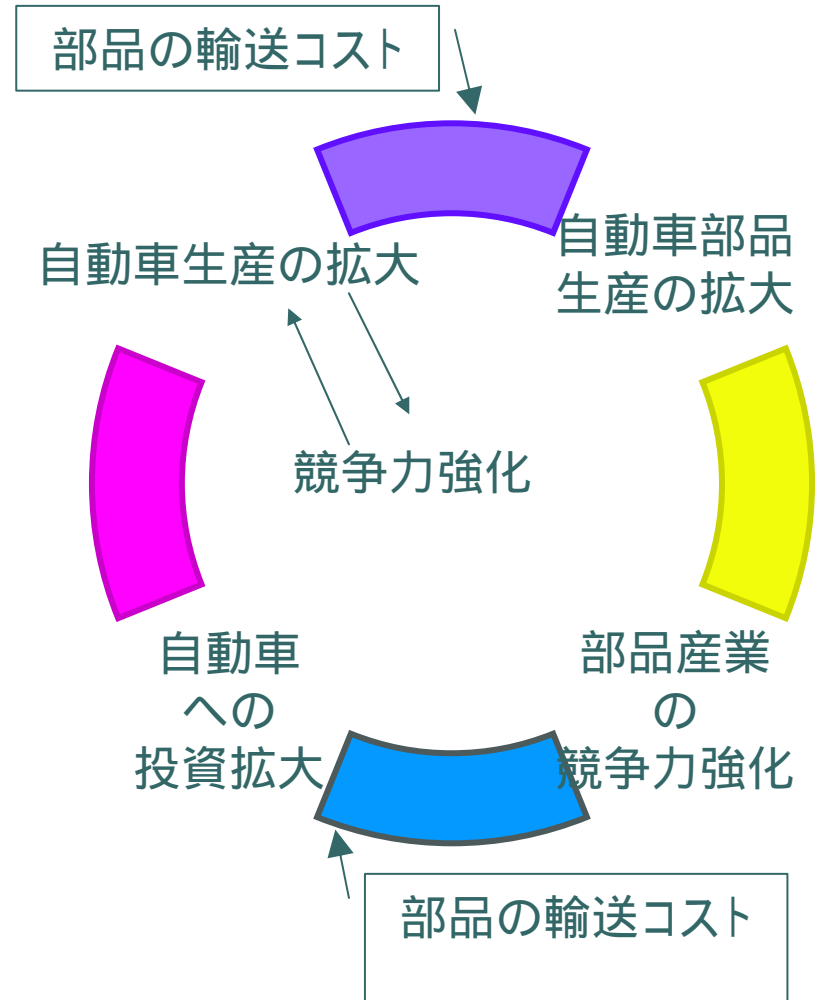 部品の輸送コスト
自動車生産の拡大
自動車部品
生産の拡大
競争力強化
自動車
への
投資拡大
部品産業
の
競争力強化
部品の輸送コスト